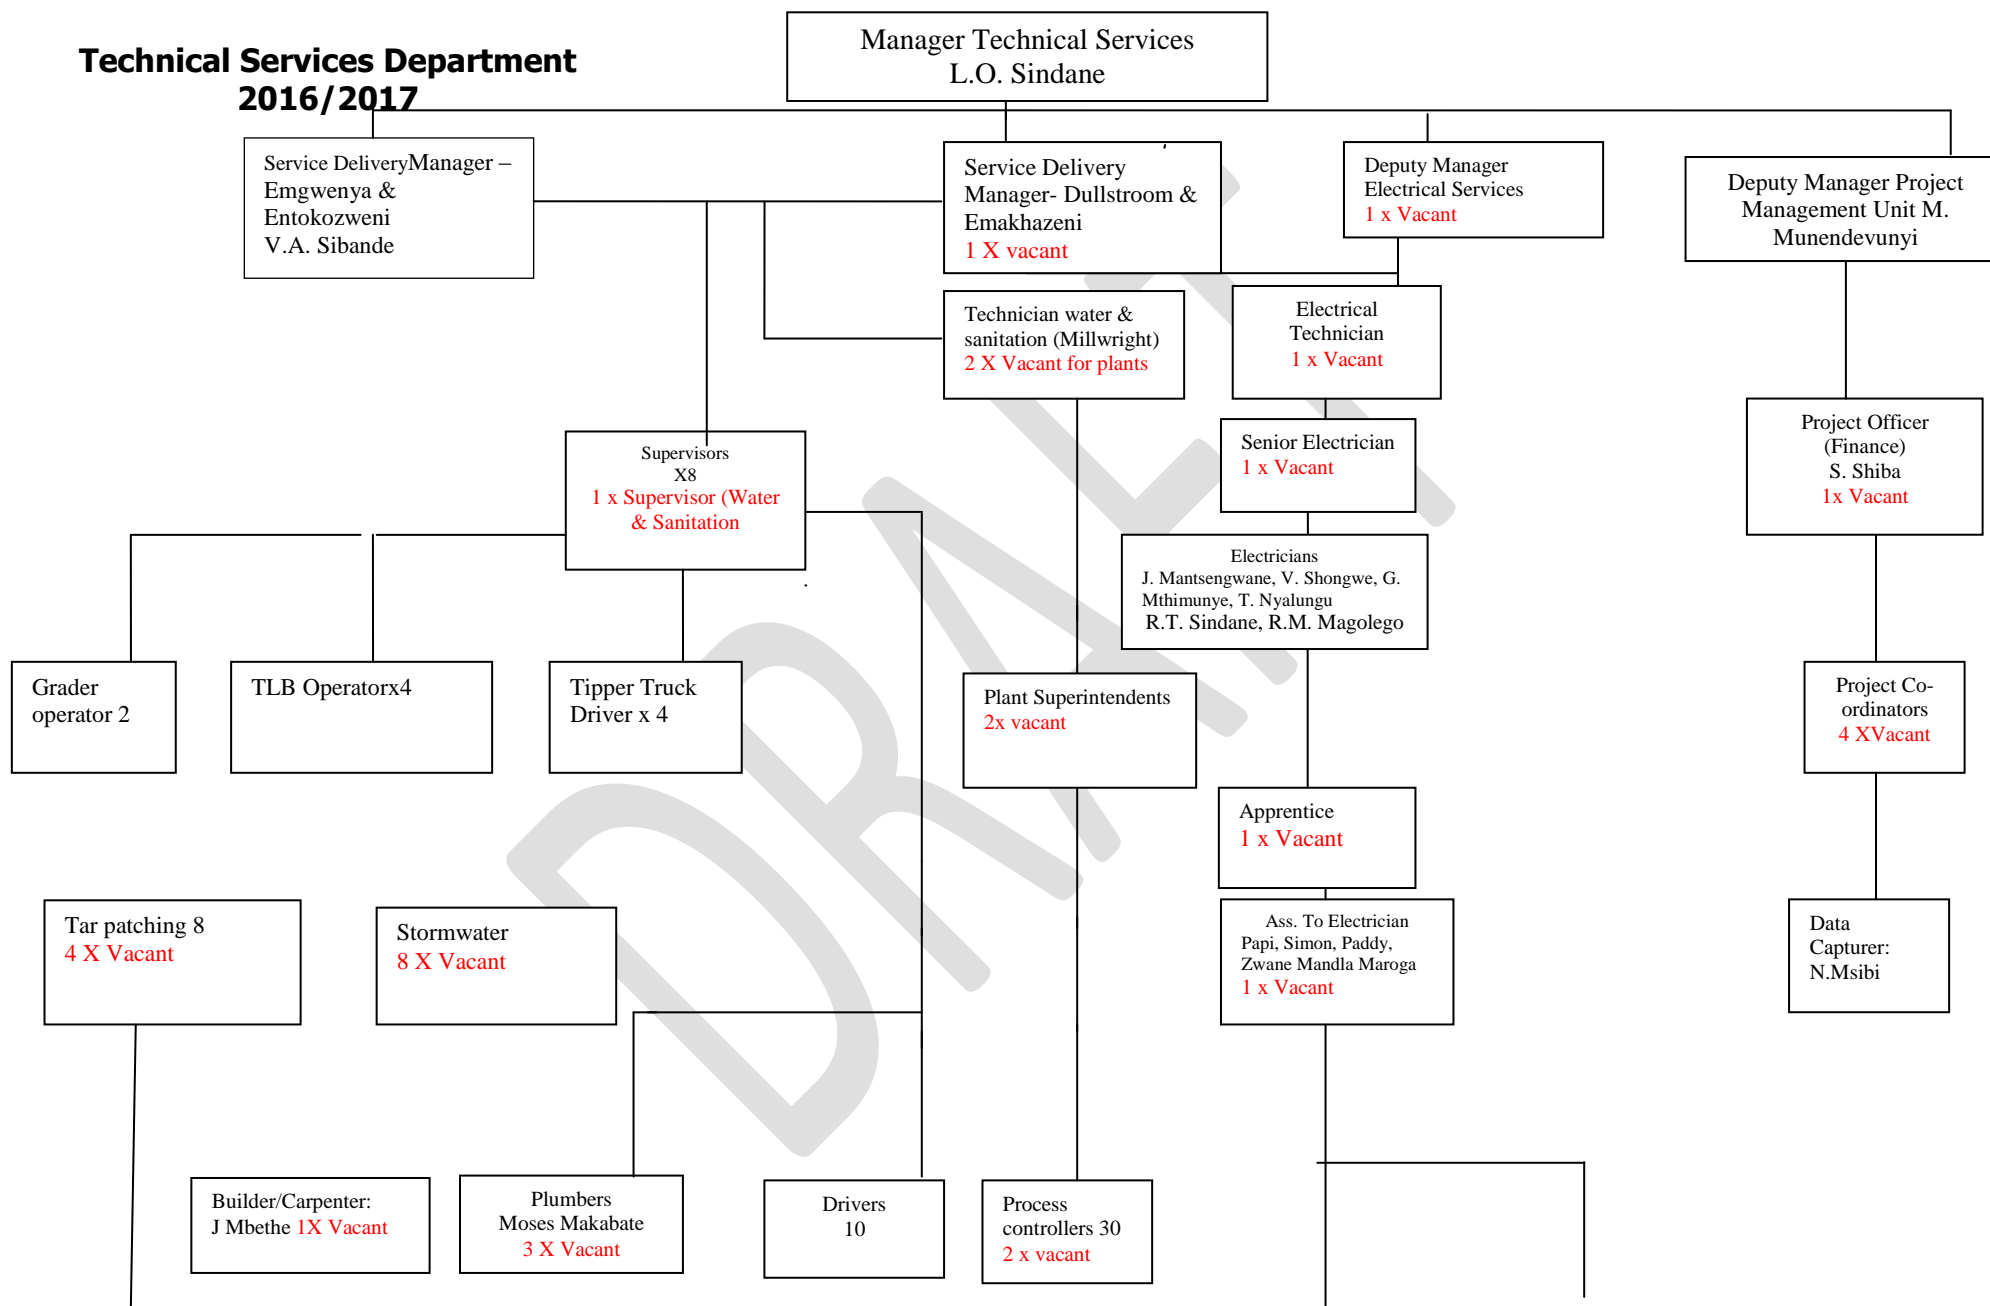 Technical Services Department
2016/2017
Manager Technical Services
L.O. Sindane
Service DeliveryManager –
Emgwenya &
Entokozweni
V.A. Sibande
Service Delivery
Manager- Dullstroom &
Emakhazeni
1 X vacant
Deputy Manager
Electrical Services
1 x Vacant
Deputy Manager Project
Management Unit M.
Munendevunyi
Technician water &
sanitation (Millwright)
2 X Vacant for plants
Electrical
Technician
1 x Vacant
Supervisors
X8
1 x Supervisor (Water
& Sanitation
Senior Electrician
1 x Vacant
Project Officer
(Finance)
S. Shiba
1x Vacant
Electricians
J. Mantsengwane, V. Shongwe, G.
Mthimunye, T. Nyalungu
R.T. Sindane, R.M. Magolego
Grader
operator 2
TLB Operatorx4
Tipper Truck
Driver x 4
Plant Superintendents
2x vacant
Project Co-
ordinators
4 XVacant
Apprentice
1 x Vacant
Tar patching 8
4 X Vacant
Stormwater
8 X Vacant
Ass. To Electrician
Papi, Simon, Paddy,
Zwane Mandla Maroga
1 x Vacant
Data
Capturer:
N.Msibi
Builder/Carpenter:
J Mbethe 1X Vacant
Plumbers
Moses Makabate
3 X Vacant
Drivers
10
Process
controllers 30
2 x vacant
DRAFT